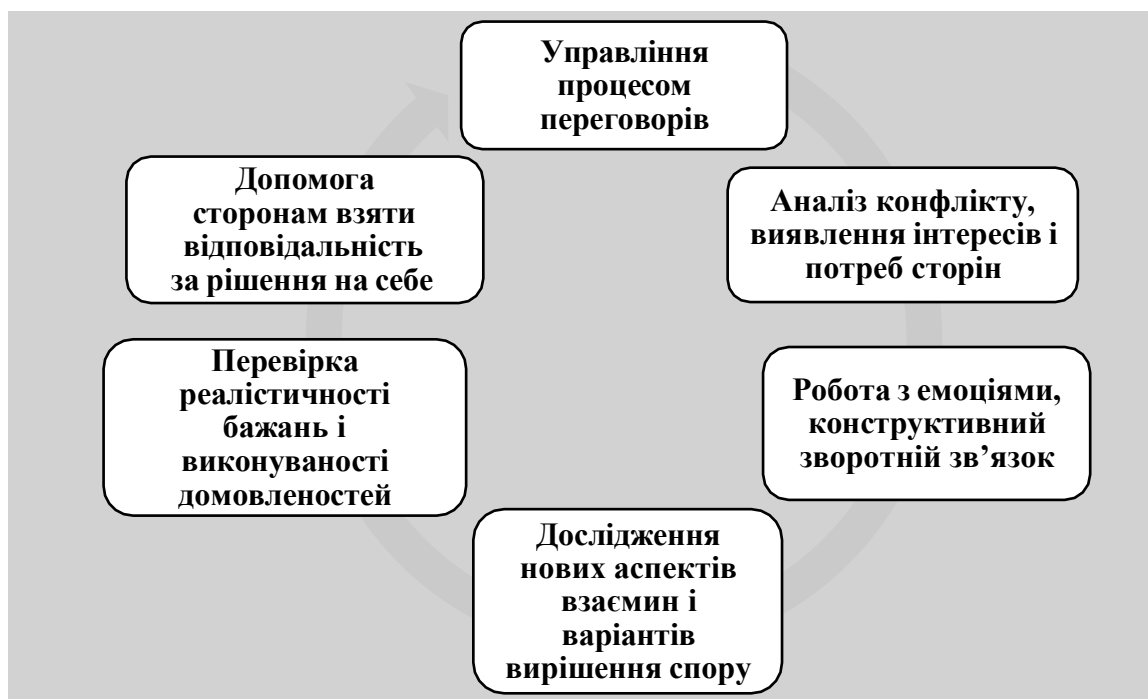 Управління
процесом
переговорів
Аналіз конфлікту,
виявлення інтересів і
потреб сторін
Робота з емоціями,
конструктивний
зворотній зв’язок
Дослідження
нових аспектів
взаємин і
варіантів
вирішення спору
Перевірка
реалістичності
бажань і
виконуваності
домовленостей
Допомога
сторонам взяти
відповідальність
за рішення на себе